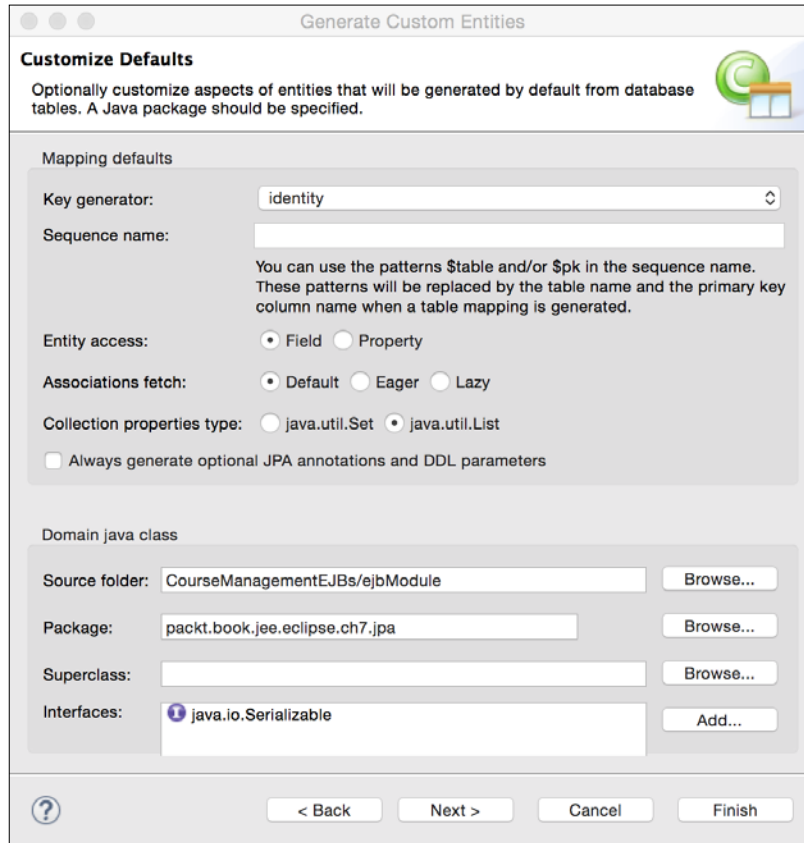 Generate Custom Entities
Customize Defaults
Optionally customize aspects of entities that will be generated by default from database
tables. A Java package should be specified.
Mapping defaults
Key generator: identity
Sequence name:
You can use the patterns $table and/or $pk in the sequence name.
These patterns will be replaced by the table name and the primary key
column name when a table mapping is generated.
Entity access: Field Property
Associations fetch: Default Eager Lazy
Collection properties type: java.util.Set java.util.List
Always generate optional JPA annotations and DDL parameters
Domain java class
Source folder: CourseManagementEJBs/ejbModule Browse...
Package: packt.book.jee.eclipse.ch7.jpa Browse...
Superclass: Browse...
Interfaces: I java.io.Serializable Add...
? < Back Next > Cancel Finish